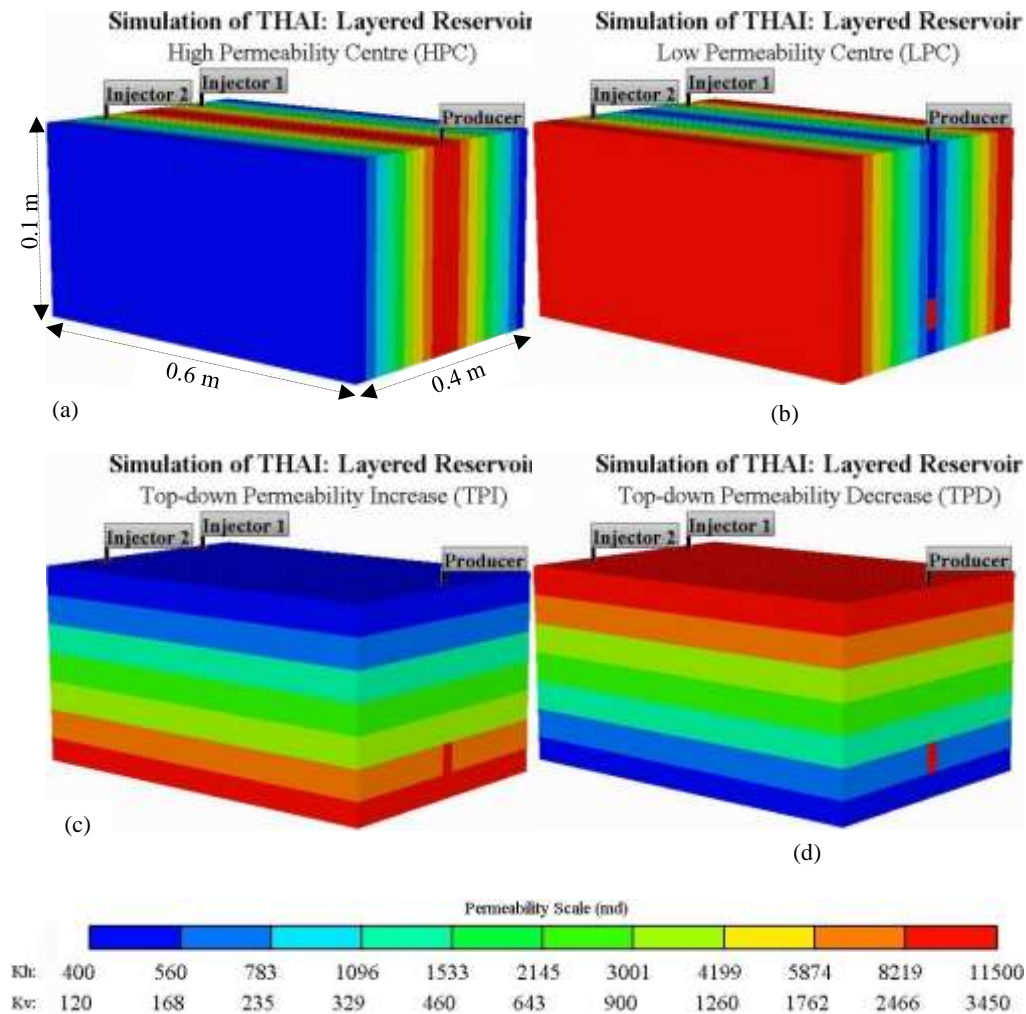 Simulation of THAI: Layered Reservoir
High Permeability Centre (HPC)
Injector 1
Injector 2
Producer
0.1 m
0.6 m
0.4 m
(a)
Simulation of THAI: Layered Reservoir
Low Permeability Centre (LPC)
Injector 1
Injector 2
Producer
(b)
Simulation of THAI: Layered Reservoir
Top-down Permeability Increase (TPI)
Injector 1
Injector 2
Producer
(c)
Simulation of THAI: Layered Reservoir
Top-down Permeability Decrease (TPD)
Injector 1
Injector 2
Producer
(d)
Permeability Scale (md)
Kh: 400 560 783 1096 1533 2145 3001 4199 5874 8219 11500
Kv: 120 168 235 329 460 643 900 1260 1762 2466 3450